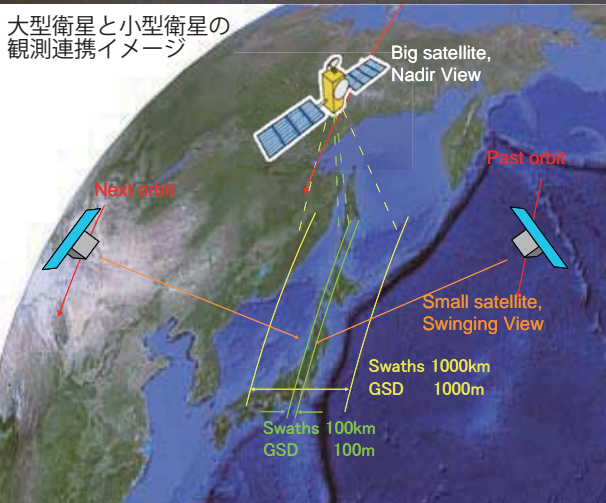 大型衛星と小型衛星の
観測連携イメージ
Big satellite,
Nadir View
Past orbit
Next orbit
Small satellite,
Swinging View
Swaths 1000km
GSD 1000m
Swaths 100km
GSD 100m